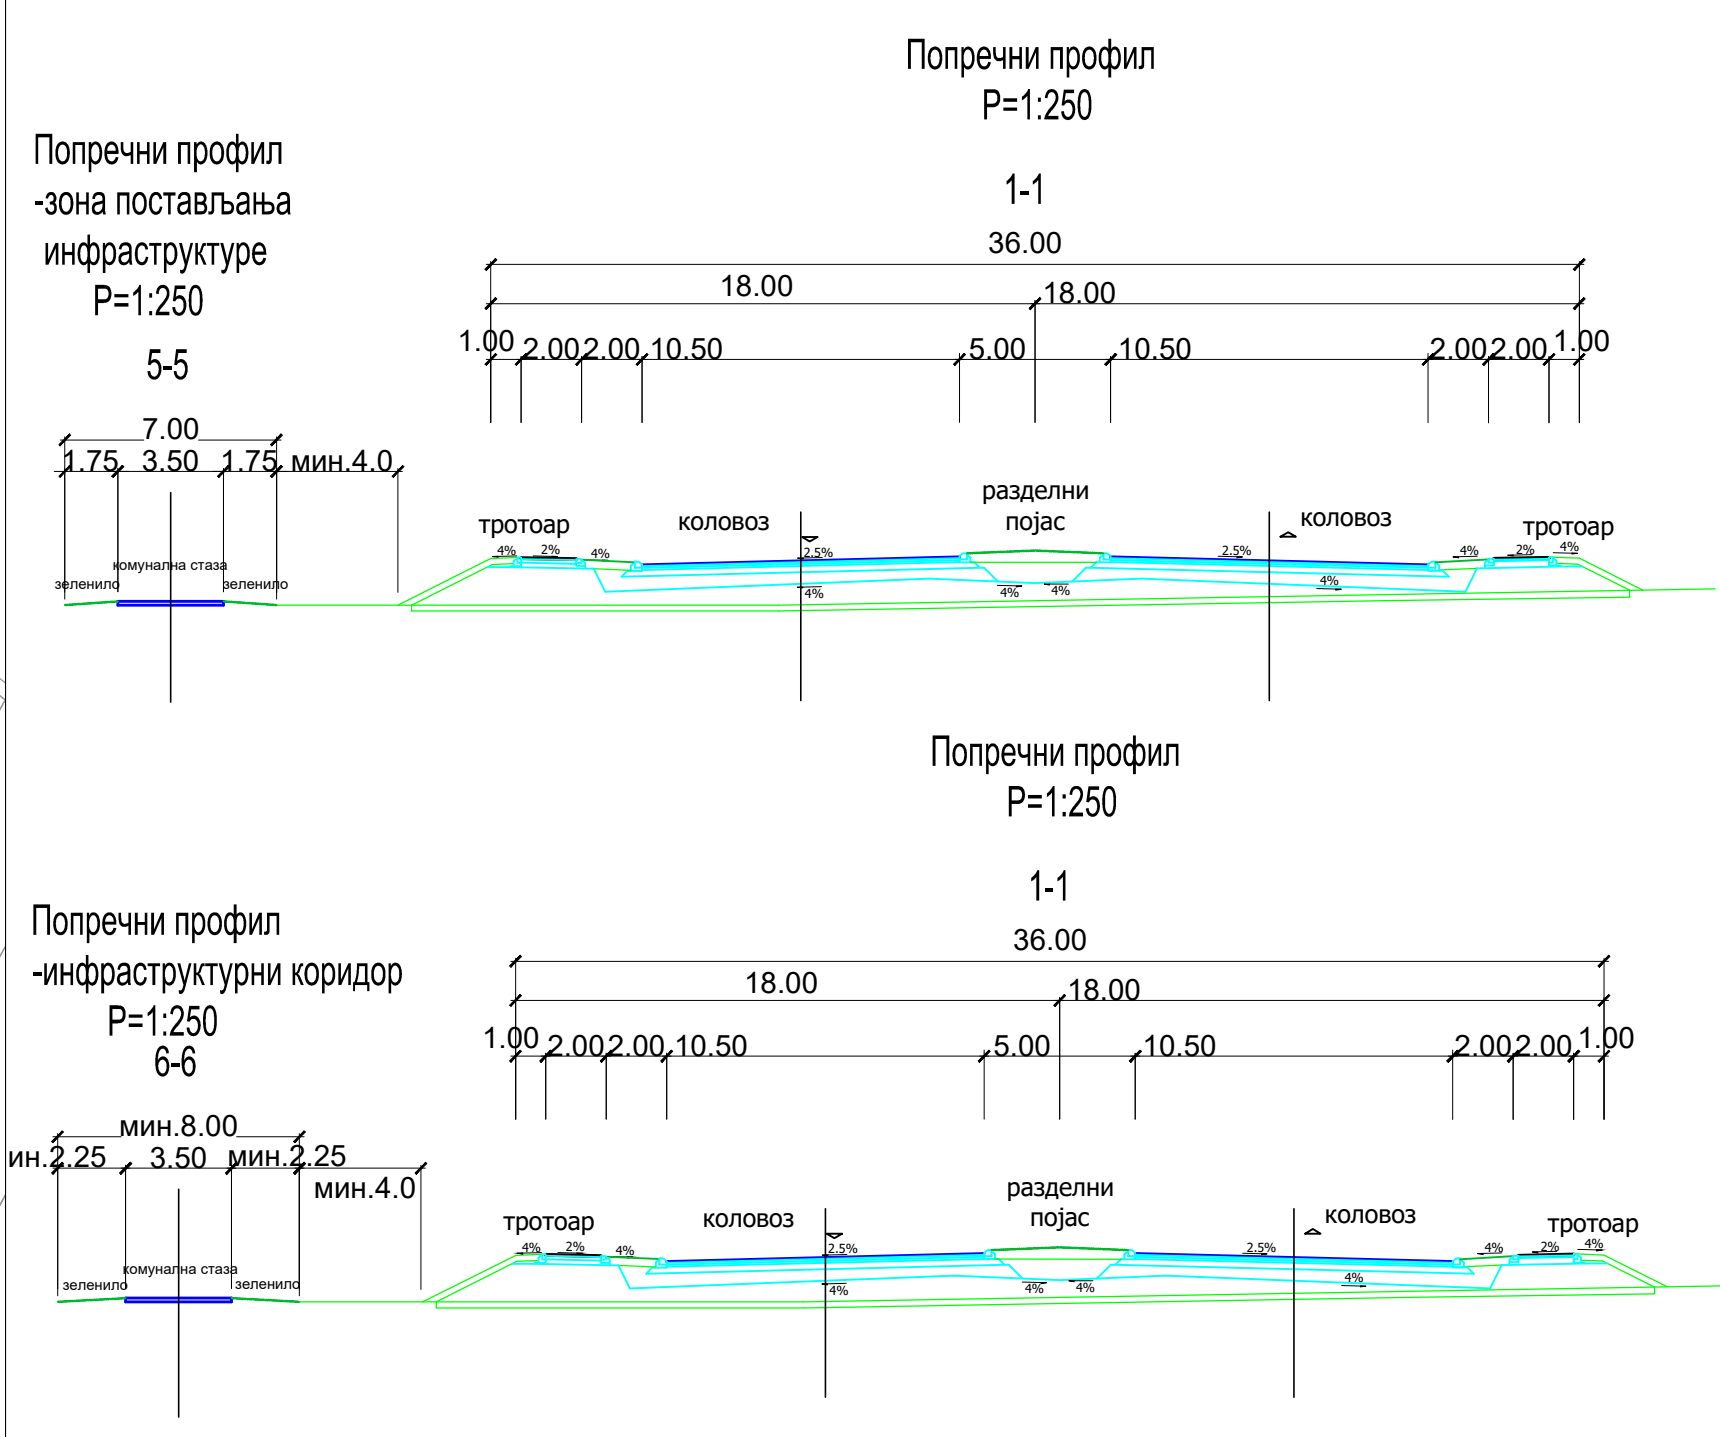 Попречни профил
Р=1:250
1-1
36.00
18.00 18.00
1.00 2.00 2.00 10.50 5.00 10.50 2.00 2.00 1.00
Попречни профил
-зона постављања
инфраструктуре
Р=1:250
5-5
7.00
1.75 3.50 1.75 мин.4.0
комунална стаза
зеленило зеленило
тротоар коловоз разделни коловоз тротоар
појас
4% 2% 4% 2.5% 2.5% 4% 2% 4%
4% 4% 4% 4%
Попречни профил
Р=1:250
1-1
36.00
18.00 18.00
1.00 2.00 2.00 10.50 5.00 10.50 2.00 2.00 1.00
Попречни профил
-инфраструктурни коридор
Р=1:250
6-6
мин.8.00
ин.2.25 3.50 мин.2.25
мин.4.0
комунална стаза
зеленило зеленило
тротоар коловоз разделни коловоз тротоар
појас
4% 2% 4% 2.5% 2.5% 4% 2% 4%
4% 4% 4% 4%